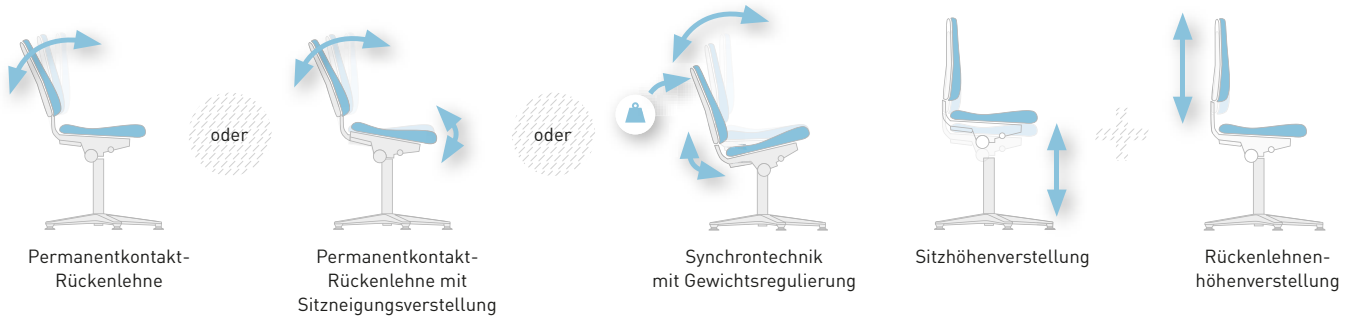 oder
oder
Permanentkontakt-
Rückenlehne
Permanentkontakt-
Rückenlehne mit
Sitzneigungsverstellung
Synchrontechnik
mit Gewichtsregulierung
Sitzhöhenverstellung
Rückenlehnen-
höhenverstellung